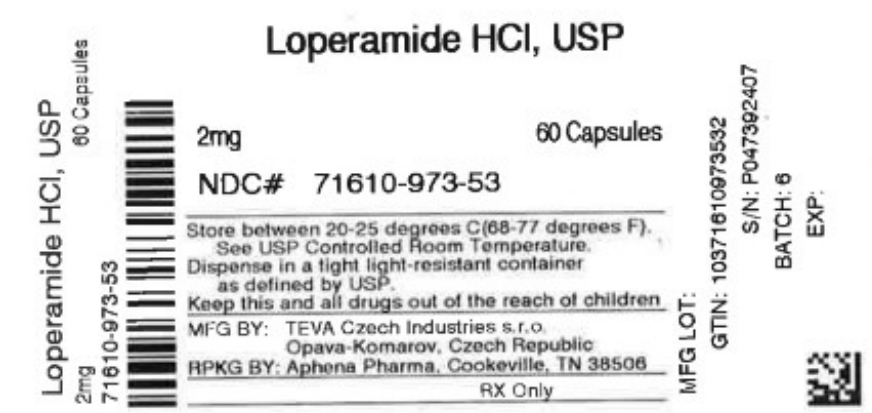 Loperamide HCl, USP
60 Capsules
2mg
71610-973-53
Loperamide HCl, USP
2mg 60 Capsules
NDC# 71610-973-53
Store between 20-25 degrees C(68-77 degrees F).
See USP Controlled Room Temperature.
Dispense in a tight light-resistant container
as defined by USP.
Keep this and all drugs out of the reach of children
MFG BY: TEVA Czech Industries s.r.o.
Opava-Komarov, Czech Republic
RPKG BY: Aphena Pharma, Cookeville, TN 38506
RX Only
MFG LOT:
GTIN: 10371610973532
S/N: P047392407
BATCH: 6
EXP: